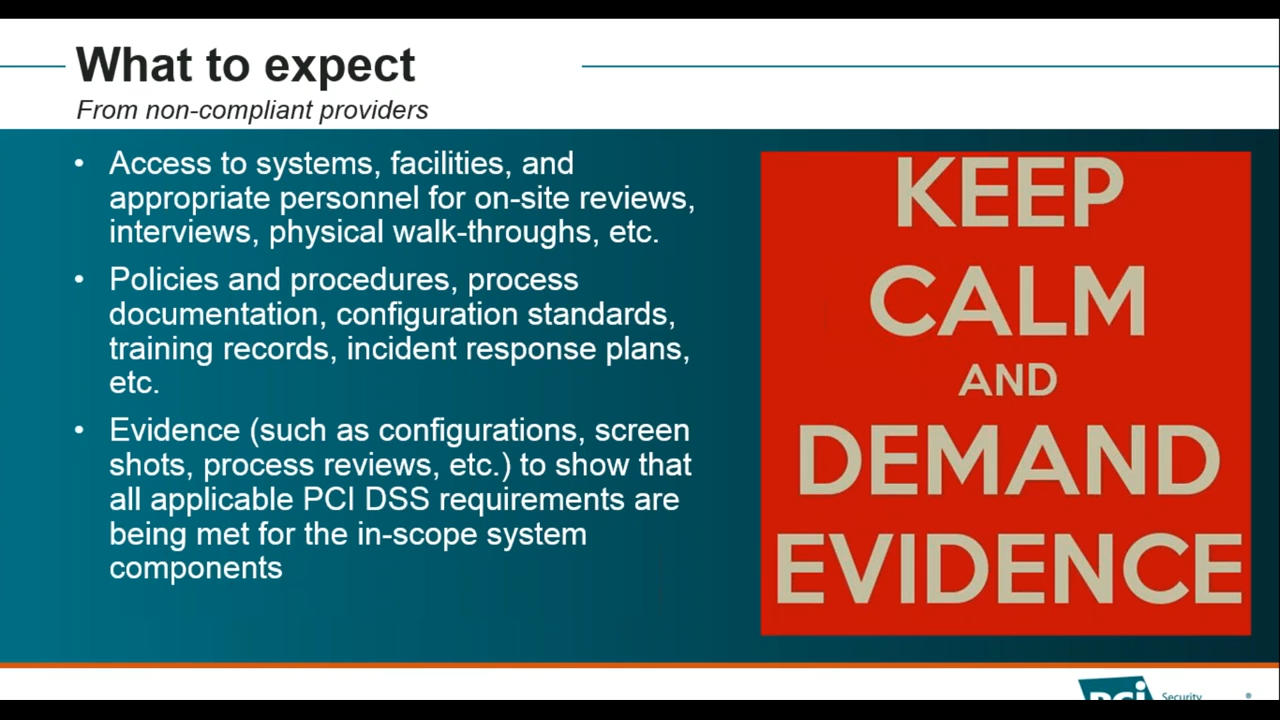 What to expect
From non-compliant providers
• Access to systems, facilities, and
appropriate personnel for on-site reviews,
interviews, physical walk-throughs, etc.
• Policies and procedures, process
documentation, configuration standards,
training records, incident response plans,
etc.
• Evidence (such as configurations, screen
shots, process reviews, etc.) to show that
all applicable PCI DSS requirements are
being met for the in-scope system
components
KEEP
CALM
AND
DEMAND
EVIDENCE
PCi Security
®